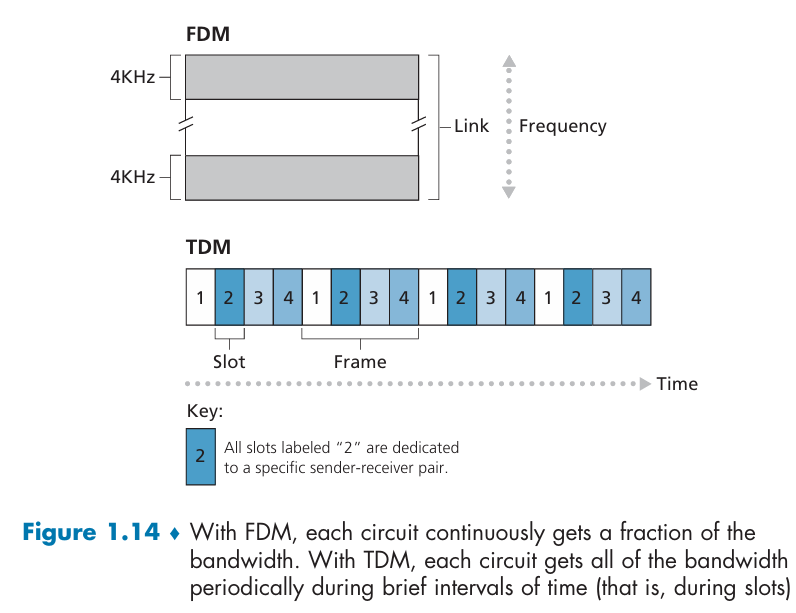 FDM
4KHz
Link
Frequency
4KHz
TDM
1 2 3 4 1 2 3 4 1 2 3 4 1 2 3 4
Slot
Frame
Time
Key:
2
All slots labeled “2” are dedicated
to a specific sender-receiver pair.
Figure 1.14 ♦ With FDM, each circuit continuously gets a fraction of the
bandwidth. With TDM, each circuit gets all of the bandwidth
periodically during brief intervals of time (that is, during slots)